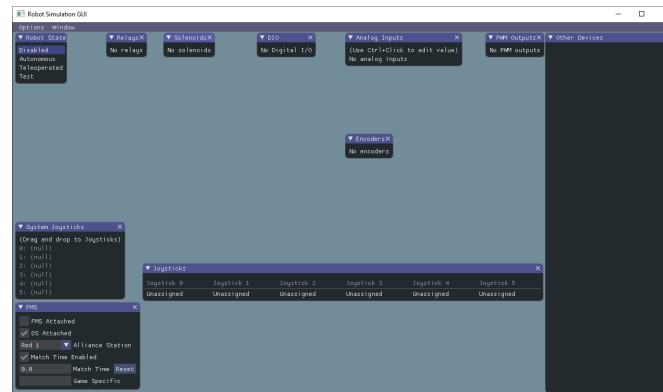 Robot Simulation GUI
Options Window
Robot State
Disabled
Autonomous
Teleoperated
Test
Relays
No relays
Solenoids
No solenoids
DIO
No Digital I/O
Analog Inputs
(Use Ctrl+Click to edit value)
No analog inputs
PWM Outputs
No PWM outputs
Other Devices
Encoders
No encoders
System Joysticks
(Drag and drop to Joysticks)
0: (null)
1: (null)
2: (null)
3: (null)
4: (null)
5: (null)
Joysticks
Joystick 0 Joystick 1 Joystick 2 Joystick 3 Joystick 4 Joystick 5
Unassigned Unassigned Unassigned Unassigned Unassigned Unassigned
FMS
FMS Attached
DS Attached
Red 1 Alliance Station
Match Time Enabled
0.0 Match Time Reset
Game Specific